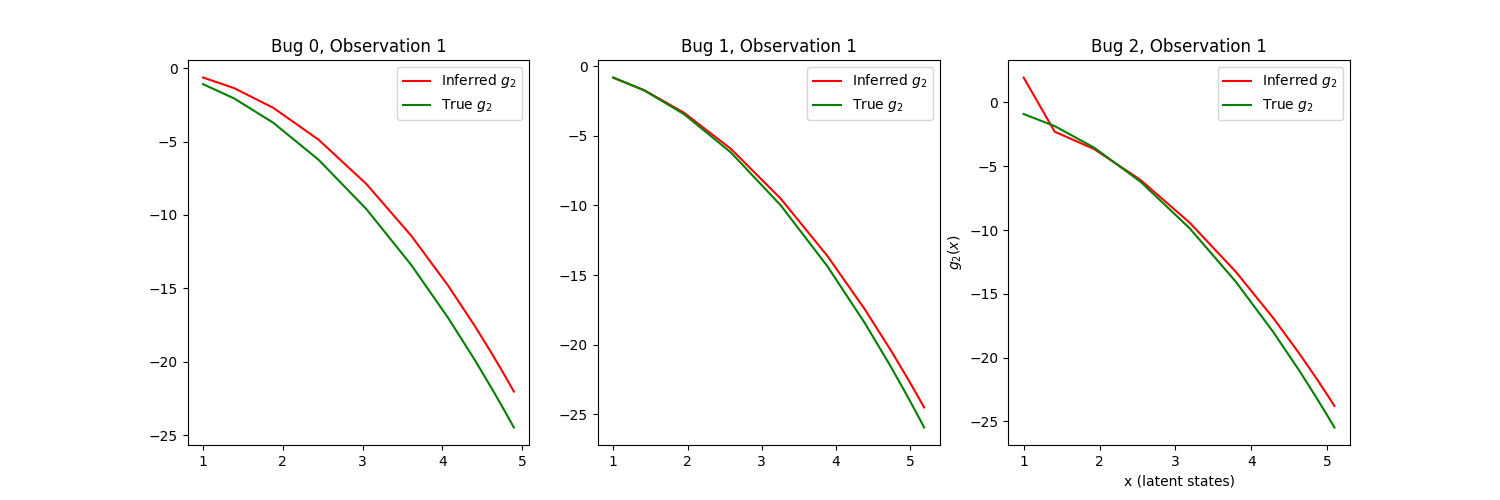 Bug 0, Observation 1
Inferred g₂
True g₂
0
−5
−10
−15
−20
−25
1 2 3 4 5
Bug 1, Observation 1
Inferred g₂
True g₂
0
−5
−10
−15
−20
−25
1 2 3 4 5
Bug 2, Observation 1
Inferred g₂
True g₂
g₂(x)
0
−5
−10
−15
−20
−25
1 2 3 4 5
x (latent states)